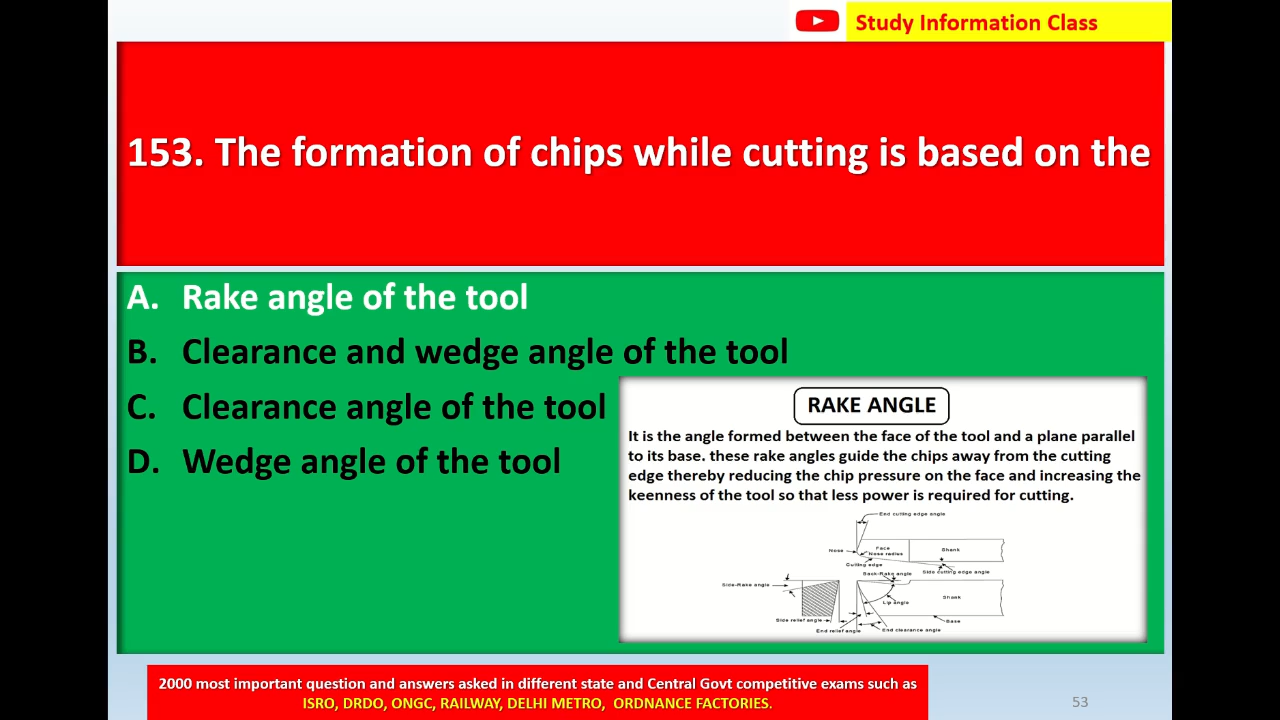 Study Information Class
153. The formation of chips while cutting is based on the
A. Rake angle of the tool
B. Clearance and wedge angle of the tool
C. Clearance angle of the tool
D. Wedge angle of the tool
RAKE ANGLE
It is the angle formed between the face of the tool and a plane parallel
to its base. these rake angles guide the chips away from the cutting
edge thereby reducing the chip pressure on the face and increasing the
keenness of the tool so that less power is required for cutting.
End cutting edge angle
Nose
Face
Nose radius
Shank
Cutting edge
Side cutting edge angle
Back-Rake angle
Side-Rake angle
Shank
Lip angle
Side relief angle
Base
End relief angle
End clearance angle
2000 most important question and answers asked in different state and Central Govt competitive exams such as
ISRO, DRDO, ONGC, RAILWAY, DELHI METRO, ORDNANCE FACTORIES.
53